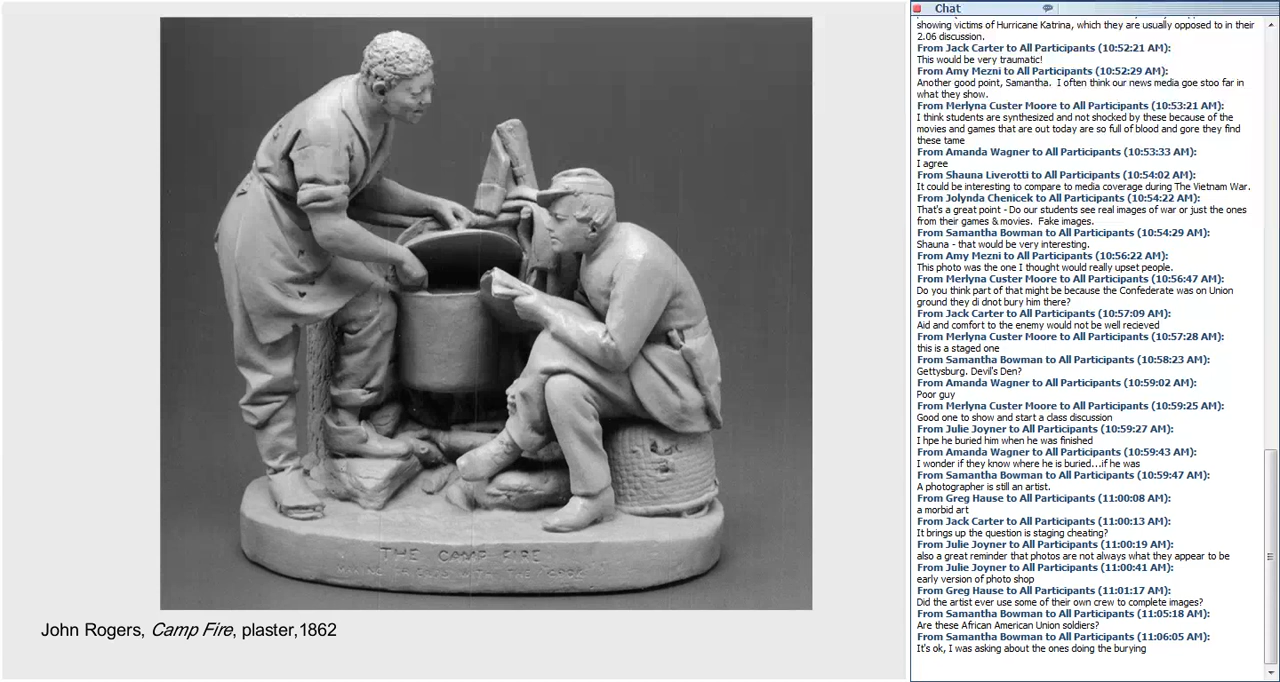 THE CAMP FIRE
MAKING FRIENDS WITH THE COOK
John Rogers, Camp Fire, plaster,1862
Chat
showing victims of Hurricane Katrina, which they are usually opposed to in their
2.06 discussion.
From Jack Carter to All Participants (10:52:21 AM):
This would be very traumatic!
From Amy Mezni to All Participants (10:52:29 AM):
Another good point, Samantha. I often think our news media goe stoo far in
what they show.
From Merlyna Custer Moore to All Participants (10:53:21 AM):
I think students are synthesized and not shocked by these because of the
movies and games that are out today are so full of blood and gore they find
these tame
From Amanda Wagner to All Participants (10:53:33 AM):
I agree
From Shauna Liverotti to All Participants (10:54:02 AM):
It could be interesting to compare to media coverage during The Vietnam War.
From Jolynda Chenicek to All Participants (10:54:22 AM):
That's a great point - Do our students see real images of war or just the ones
from their games & movies. Fake images.
From Samantha Bowman to All Participants (10:54:29 AM):
Shauna - that would be very interesting.
From Amy Mezni to All Participants (10:56:22 AM):
This photo was the one I thought would really upset people.
From Merlyna Custer Moore to All Participants (10:56:47 AM):
Do you think part of that might be because the Confederate was on Union
ground they di dnot bury him there?
From Jack Carter to All Participants (10:57:09 AM):
Aid and comfort to the enemy would not be well recieved
From Merlyna Custer Moore to All Participants (10:57:28 AM):
this is a staged one
From Samantha Bowman to All Participants (10:58:23 AM):
Gettysburg. Devil's Den?
From Amanda Wagner to All Participants (10:59:02 AM):
Poor guy
From Merlyna Custer Moore to All Participants (10:59:25 AM):
Good one to show and start a class discussion
From Julie Joyner to All Participants (10:59:27 AM):
I hpe he buried him when he was finished
From Amanda Wagner to All Participants (10:59:43 AM):
I wonder if they know where he is buried...if he was
From Samantha Bowman to All Participants (10:59:47 AM):
A photographer is still an artist.
From Greg Hause to All Participants (11:00:08 AM):
a morbid art
From Jack Carter to All Participants (11:00:13 AM):
It brings up the question is staging cheating?
From Julie Joyner to All Participants (11:00:19 AM):
also a great reminder that photos are not always what they appear to be
From Julie Joyner to All Participants (11:00:41 AM):
early version of photo shop
From Greg Hause to All Participants (11:01:17 AM):
Did the artist ever use some of their own crew to complete images?
From Samantha Bowman to All Participants (11:05:18 AM):
Are these African American Union soldiers?
From Samantha Bowman to All Participants (11:06:05 AM):
It's ok, I was asking about the ones doing the burying